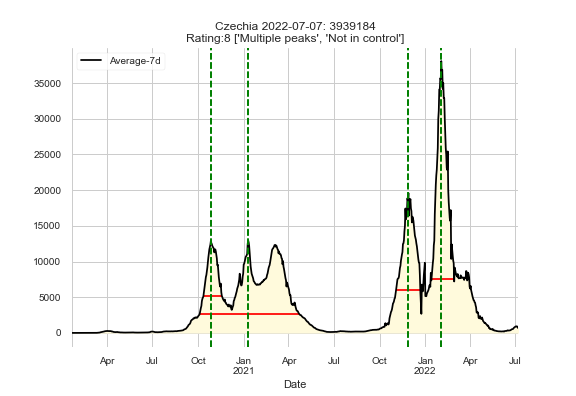 Czechia 2022-07-07: 3939184
Rating:8 ['Multiple peaks', 'Not in control']
Average-7d
35000
30000
25000
20000
15000
10000
5000
0
Apr Jul Oct Jan Apr Jul Oct Jan Apr Jul
2021 2022
Date